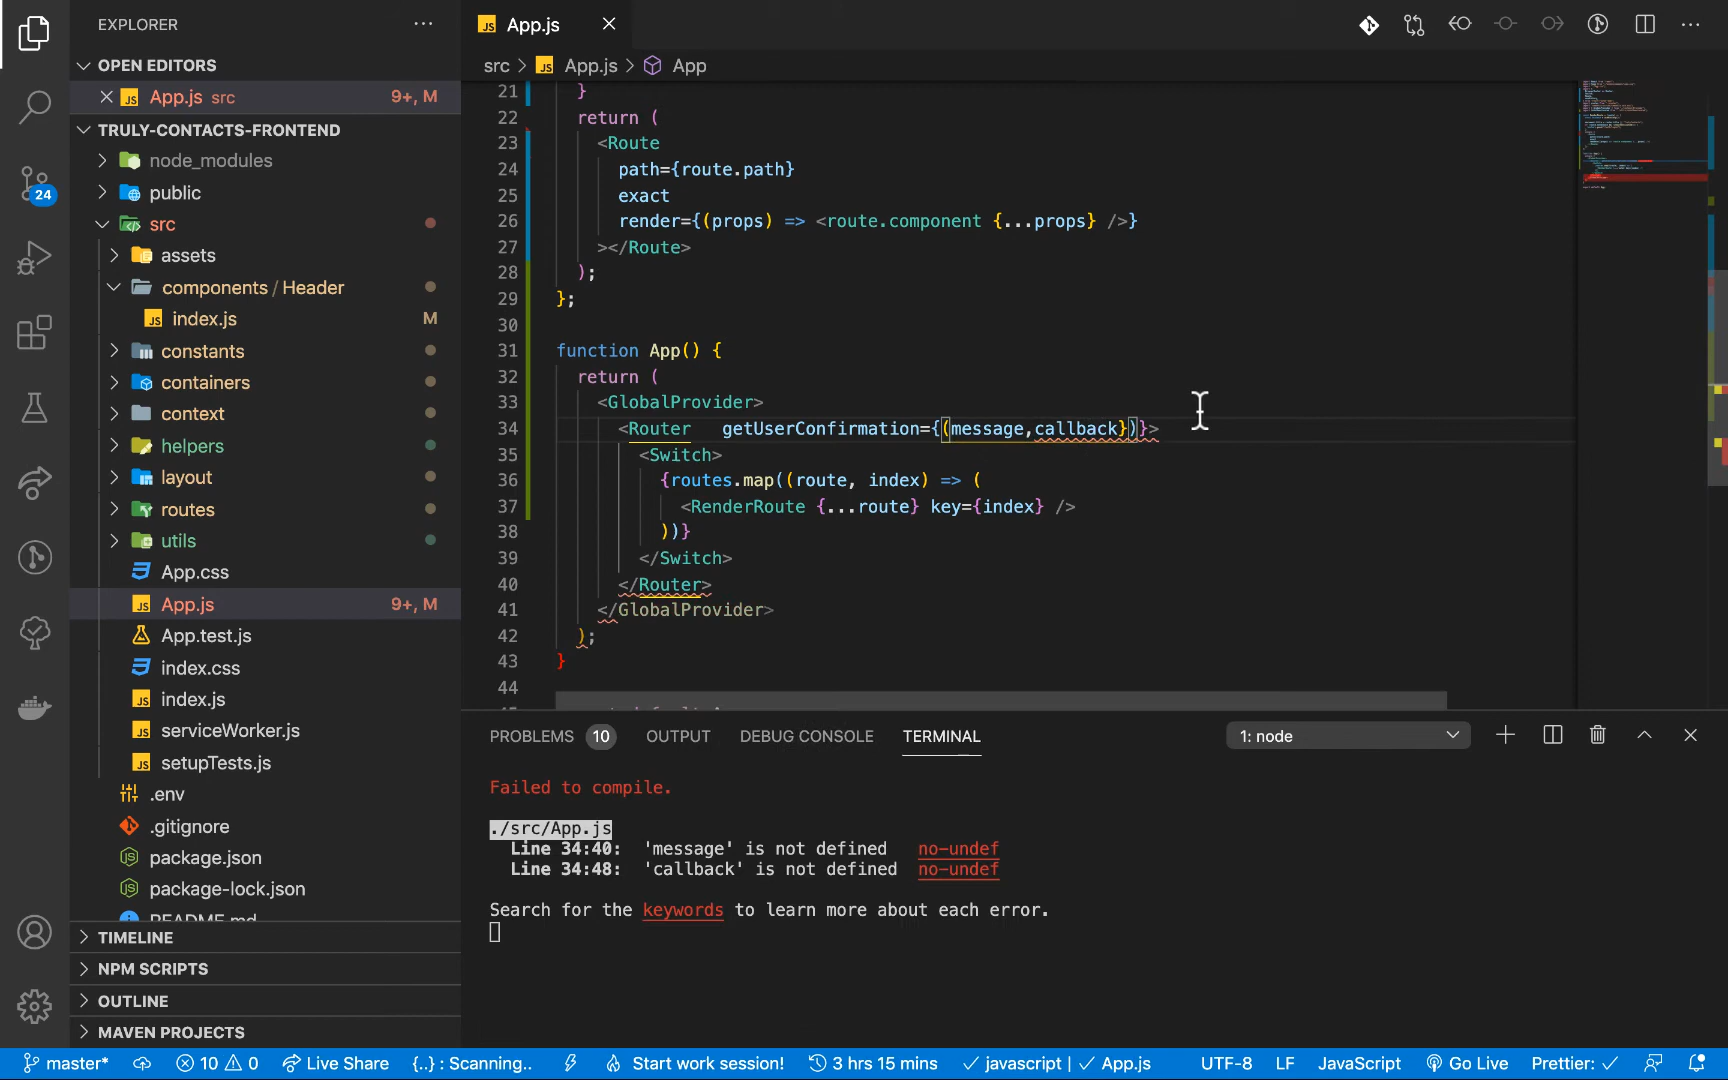 EXPLORER
OPEN EDITORS
App.js src 9+, M
TRULY-CONTACTS-FRONTEND
node_modules
public
src
assets
components / Header
index.js M
constants
containers
context
helpers
layout
routes
utils
App.css
App.js 9+, M
App.test.js
index.css
index.js
serviceWorker.js
setupTests.js
.env
.gitignore
package.json
package-lock.json
README.md
TIMELINE
NPM SCRIPTS
OUTLINE
MAVEN PROJECTS
24
JS App.js
src > JS App.js > App
21 }
22 return (
23 <Route
24 path={route.path}
25 exact
26 render={(props) => <route.component {...props} />}
27 ></Route>
28 );
29 };
30
31 function App() {
32 return (
33 <GlobalProvider>
34 <Router getUserConfirmation={(message,callback})}>
35 <Switch>
36 {routes.map((route, index) => (
37 <RenderRoute {...route} key={index} />
38 ))}
39 </Switch>
40 </Router>
41 </GlobalProvider>
42 );
43 }
44
PROBLEMS 10 OUTPUT DEBUG CONSOLE TERMINAL 1: node
Failed to compile.
./src/App.js
Line 34:40: 'message' is not defined no-undef
Line 34:48: 'callback' is not defined no-undef
Search for the keywords to learn more about each error.
master* 10 0 Live Share {..} : Scanning.. Start work session! 3 hrs 15 mins javascript | App.js UTF-8 LF JavaScript Go Live Prettier: